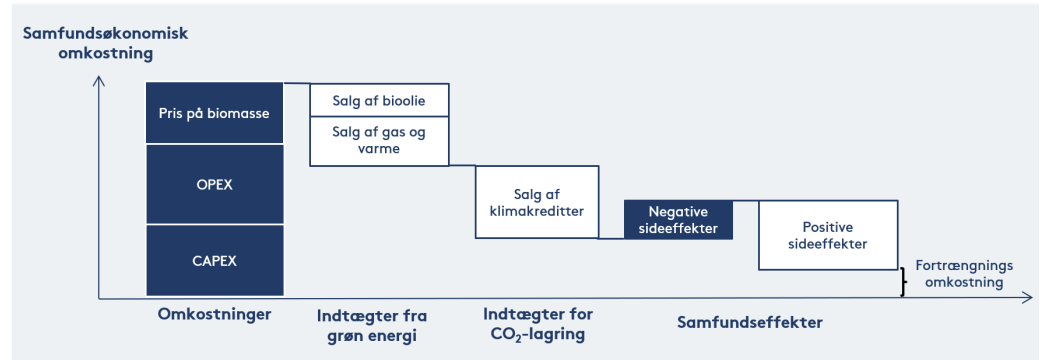 Samfundsøkonomisk
omkostning
Pris på biomasse
OPEX
CAPEX
Salg af bioolie
Salg af gas og
varme
Salg af
klimakreditter
Negative
sideeffekter
Positive
sideeffekter
Fortrængnings
omkostning
Omkostninger
Indtægter fra
grøn energi
Indtægter for
CO₂-lagring
Samfundseffekter